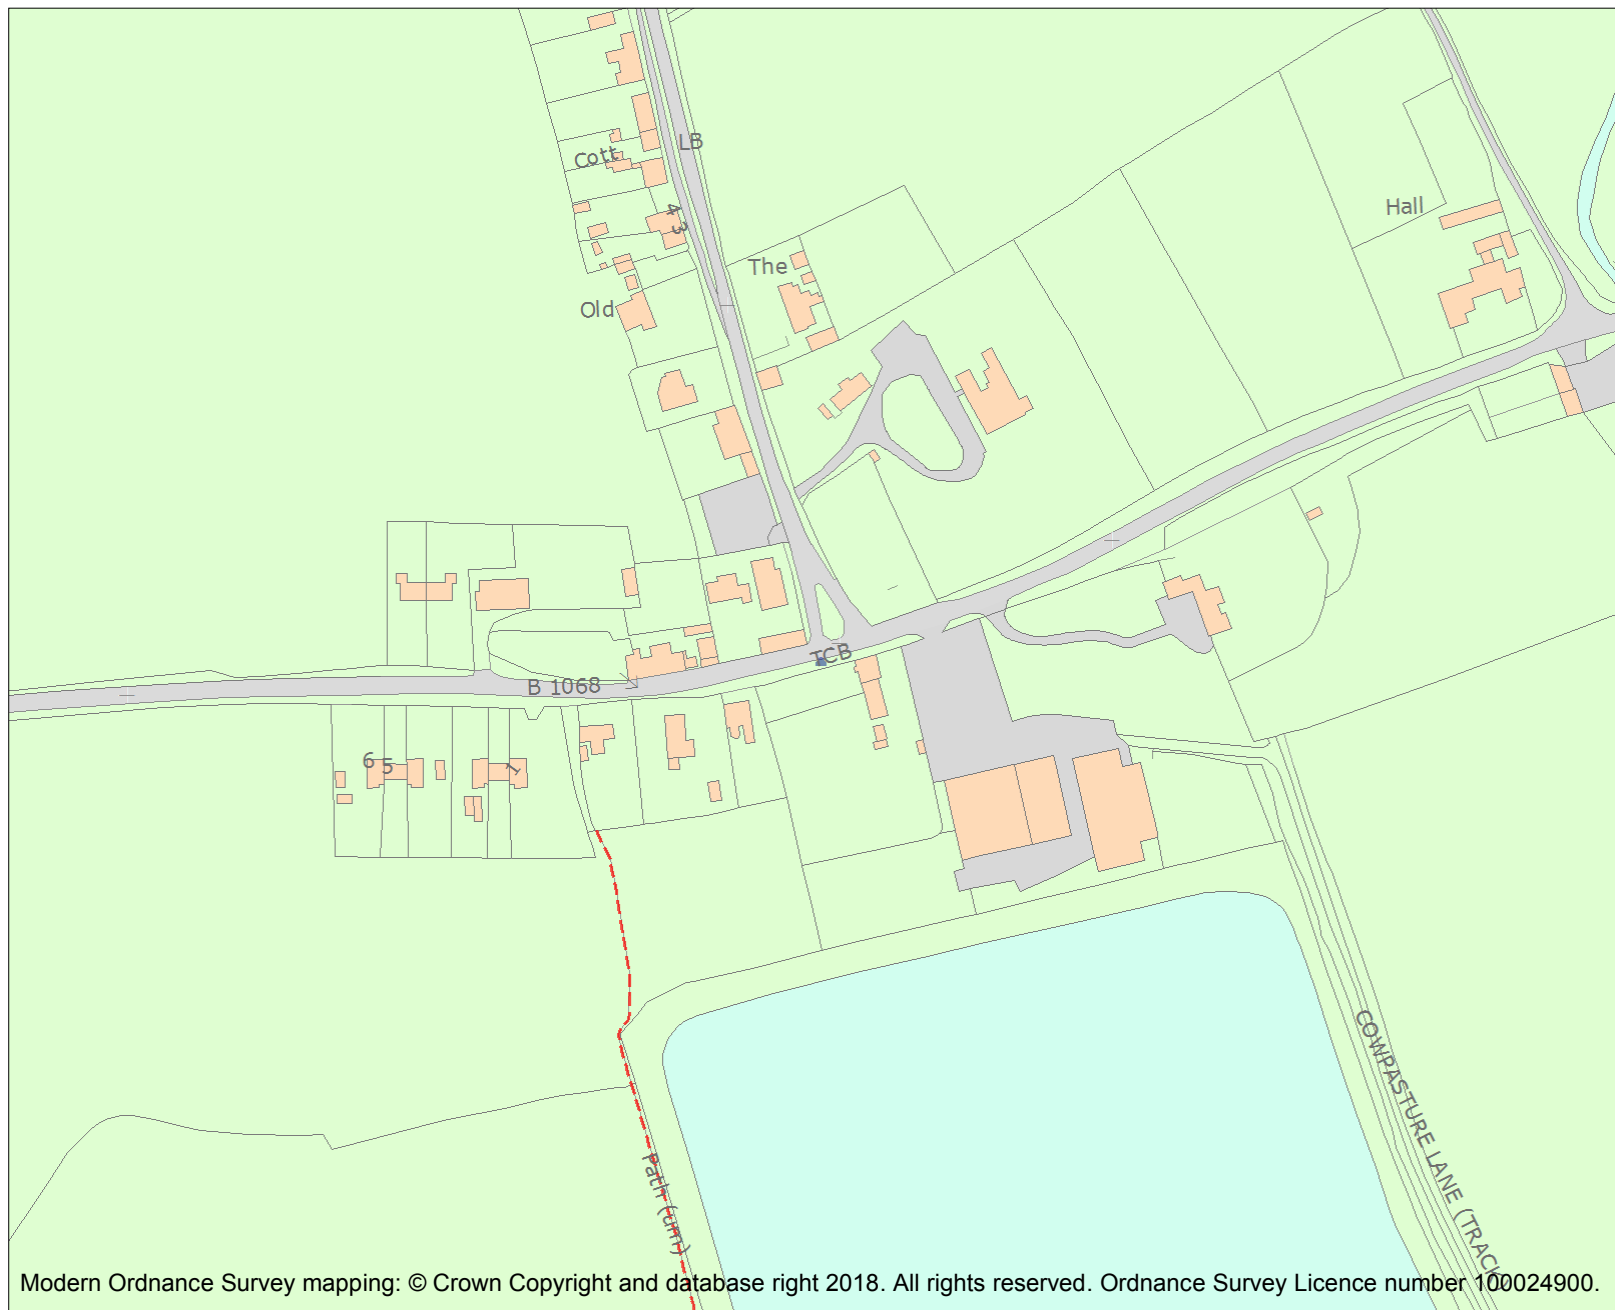 LB
Cott
4
3
Hall
The
Old
TCB
B 1068
6
5
1
COWPASTURE LANE (TRACK)
Path (um)
Modern Ordnance Survey mapping: © Crown Copyright and database right 2018. All rights reserved. Ordnance Survey Licence number 100024900.